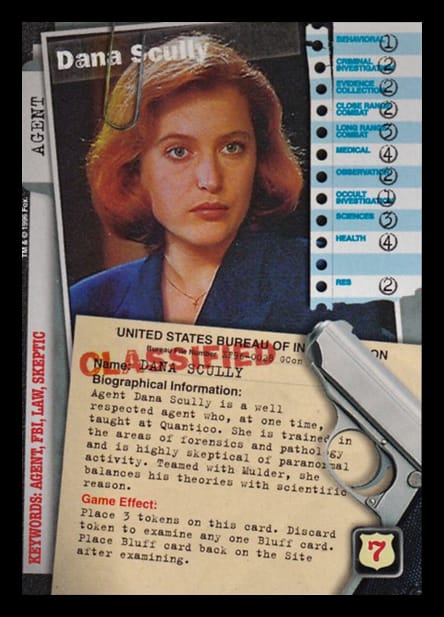 Dana Scully
AGENT
TM & © 1996 Fox.
BEHAVIORAL 1
CRIMINAL INVESTIGATION 2
EVIDENCE COLLECTION 2
CLOSE RANGE COMBAT 2
LONG RANGE COMBAT 3
MEDICAL 4
OBSERVATION 2
OCCULT INVESTIGATION 1
SCIENCES 3
HEALTH 4
RES 2
UNITED STATES BUREAU OF IN ON
Bureau File Number XF96-0028 GCon
CLASSIFIED
Name: DANA SCULLY
Biographical Information:
Agent Dana Scully is a well
respected agent who, at one time,
taught at Quantico. She is trained in
the areas of forensics and pathology
and is highly skeptical of paranormal
activity. Teamed with Mulder, she
balances his theories with scientific
reason.
Game Effect:
Place 3 tokens on this card. Discard
token to examine any one Bluff card.
Place Bluff card back on the Site
after examining.
KEYWORDS: AGENT, FBI, LAW, SKEPTIC
7